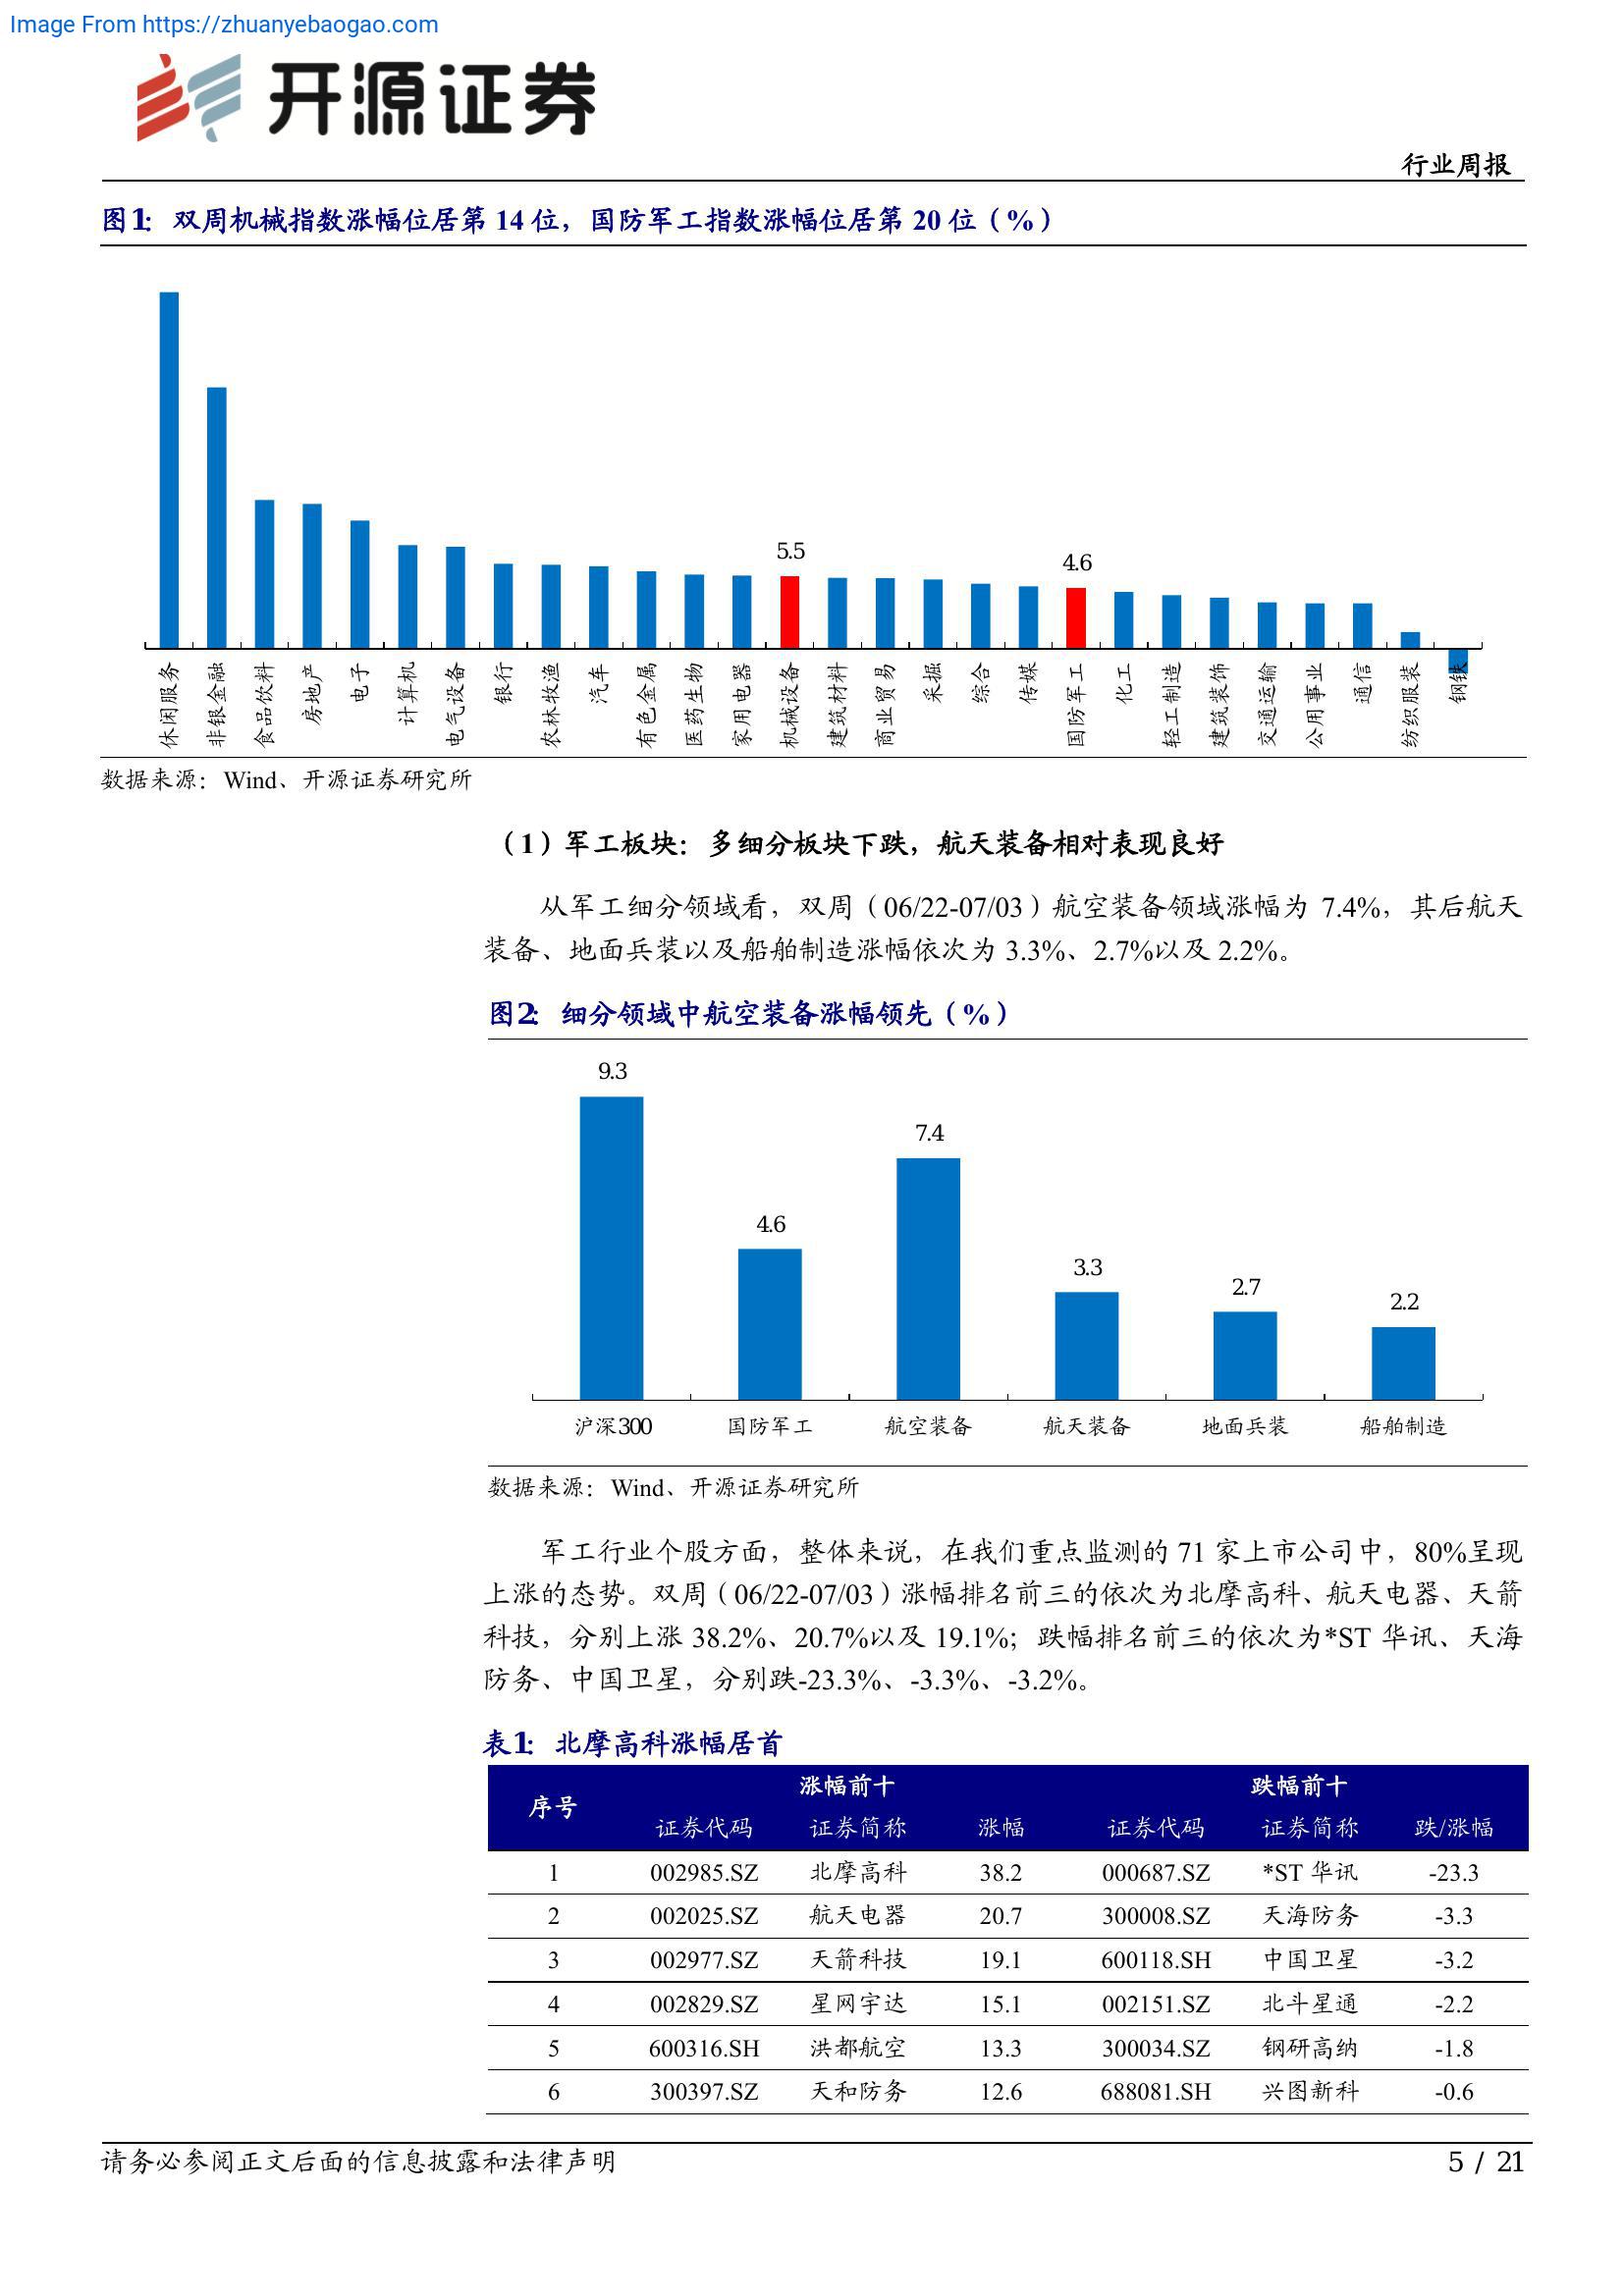 Image From https://zhuanyebaogao.com
开源证券
行业周报
图1： 双周机械指数涨幅位居第 14 位，国防军工指数涨幅位居第 20 位（%）
5.5
4.6
休闲服务
非银金融
食品饮料
房地产
电子
计算机
电气设备
银行
农林牧渔
汽车
有色金属
医药生物
家用电器
机械设备
建筑材料
商业贸易
采掘
综合
传媒
国防军工
化工
轻工制造
建筑装饰
交通运输
公用事业
通信
纺织服装
钢铁
数据来源：Wind、开源证券研究所
（1）军工板块：多细分板块下跌，航天装备相对表现良好
从军工细分领域看，双周（06/22-07/03）航空装备领域涨幅为 7.4%，其后航天
装备、地面兵装以及船舶制造涨幅依次为 3.3%、2.7%以及 2.2%。
图2： 细分领域中航空装备涨幅领先（%）
9.3
4.6
7.4
3.3
2.7
2.2
沪深300 国防军工 航空装备 航天装备 地面兵装 船舶制造
数据来源：Wind、开源证券研究所
军工行业个股方面，整体来说，在我们重点监测的 71 家上市公司中，80%呈现
上涨的态势。双周（06/22-07/03）涨幅排名前三的依次为北摩高科、航天电器、天箭
科技，分别上涨 38.2%、20.7%以及 19.1%；跌幅排名前三的依次为*ST 华讯、天海
防务、中国卫星，分别跌-23.3%、-3.3%、-3.2%。
表1： 北摩高科涨幅居首
序号 涨幅前十 跌幅前十
证券代码 证券简称 涨幅 证券代码 证券简称 跌/涨幅
1 002985.SZ 北摩高科 38.2 000687.SZ *ST 华讯 -23.3
2 002025.SZ 航天电器 20.7 300008.SZ 天海防务 -3.3
3 002977.SZ 天箭科技 19.1 600118.SH 中国卫星 -3.2
4 002829.SZ 星网宇达 15.1 002151.SZ 北斗星通 -2.2
5 600316.SH 洪都航空 13.3 300034.SZ 钢研高纳 -1.8
6 300397.SZ 天和防务 12.6 688081.SH 兴图新科 -0.6
请务必参阅正文后面的信息披露和法律声明
5 / 21